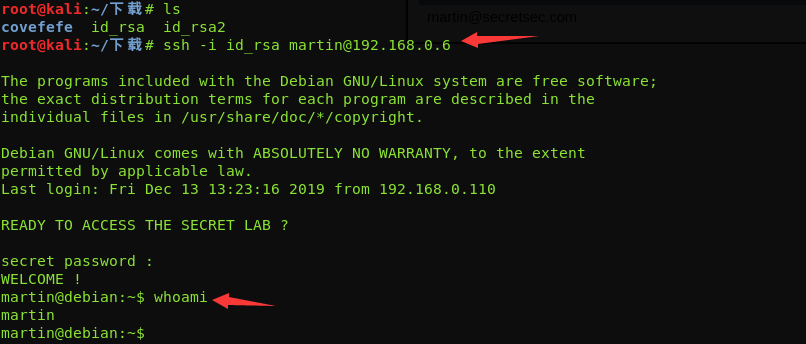 root@kali:~/下载# ls
covefefe  id_rsa  id_rsa2
martin@secretsec.com
root@kali:~/下载# ssh -i id_rsa martin@192.168.0.6
The programs included with the Debian GNU/Linux system are free software;
the exact distribution terms for each program are described in the
individual files in /usr/share/doc/*/copyright.
Debian GNU/Linux comes with ABSOLUTELY NO WARRANTY, to the extent
permitted by applicable law.
Last login: Fri Dec 13 13:23:16 2019 from 192.168.0.110
READY TO ACCESS THE SECRET LAB ?
secret password :
WELCOME !
martin@debian:~$ whoami
martin
martin@debian:~$